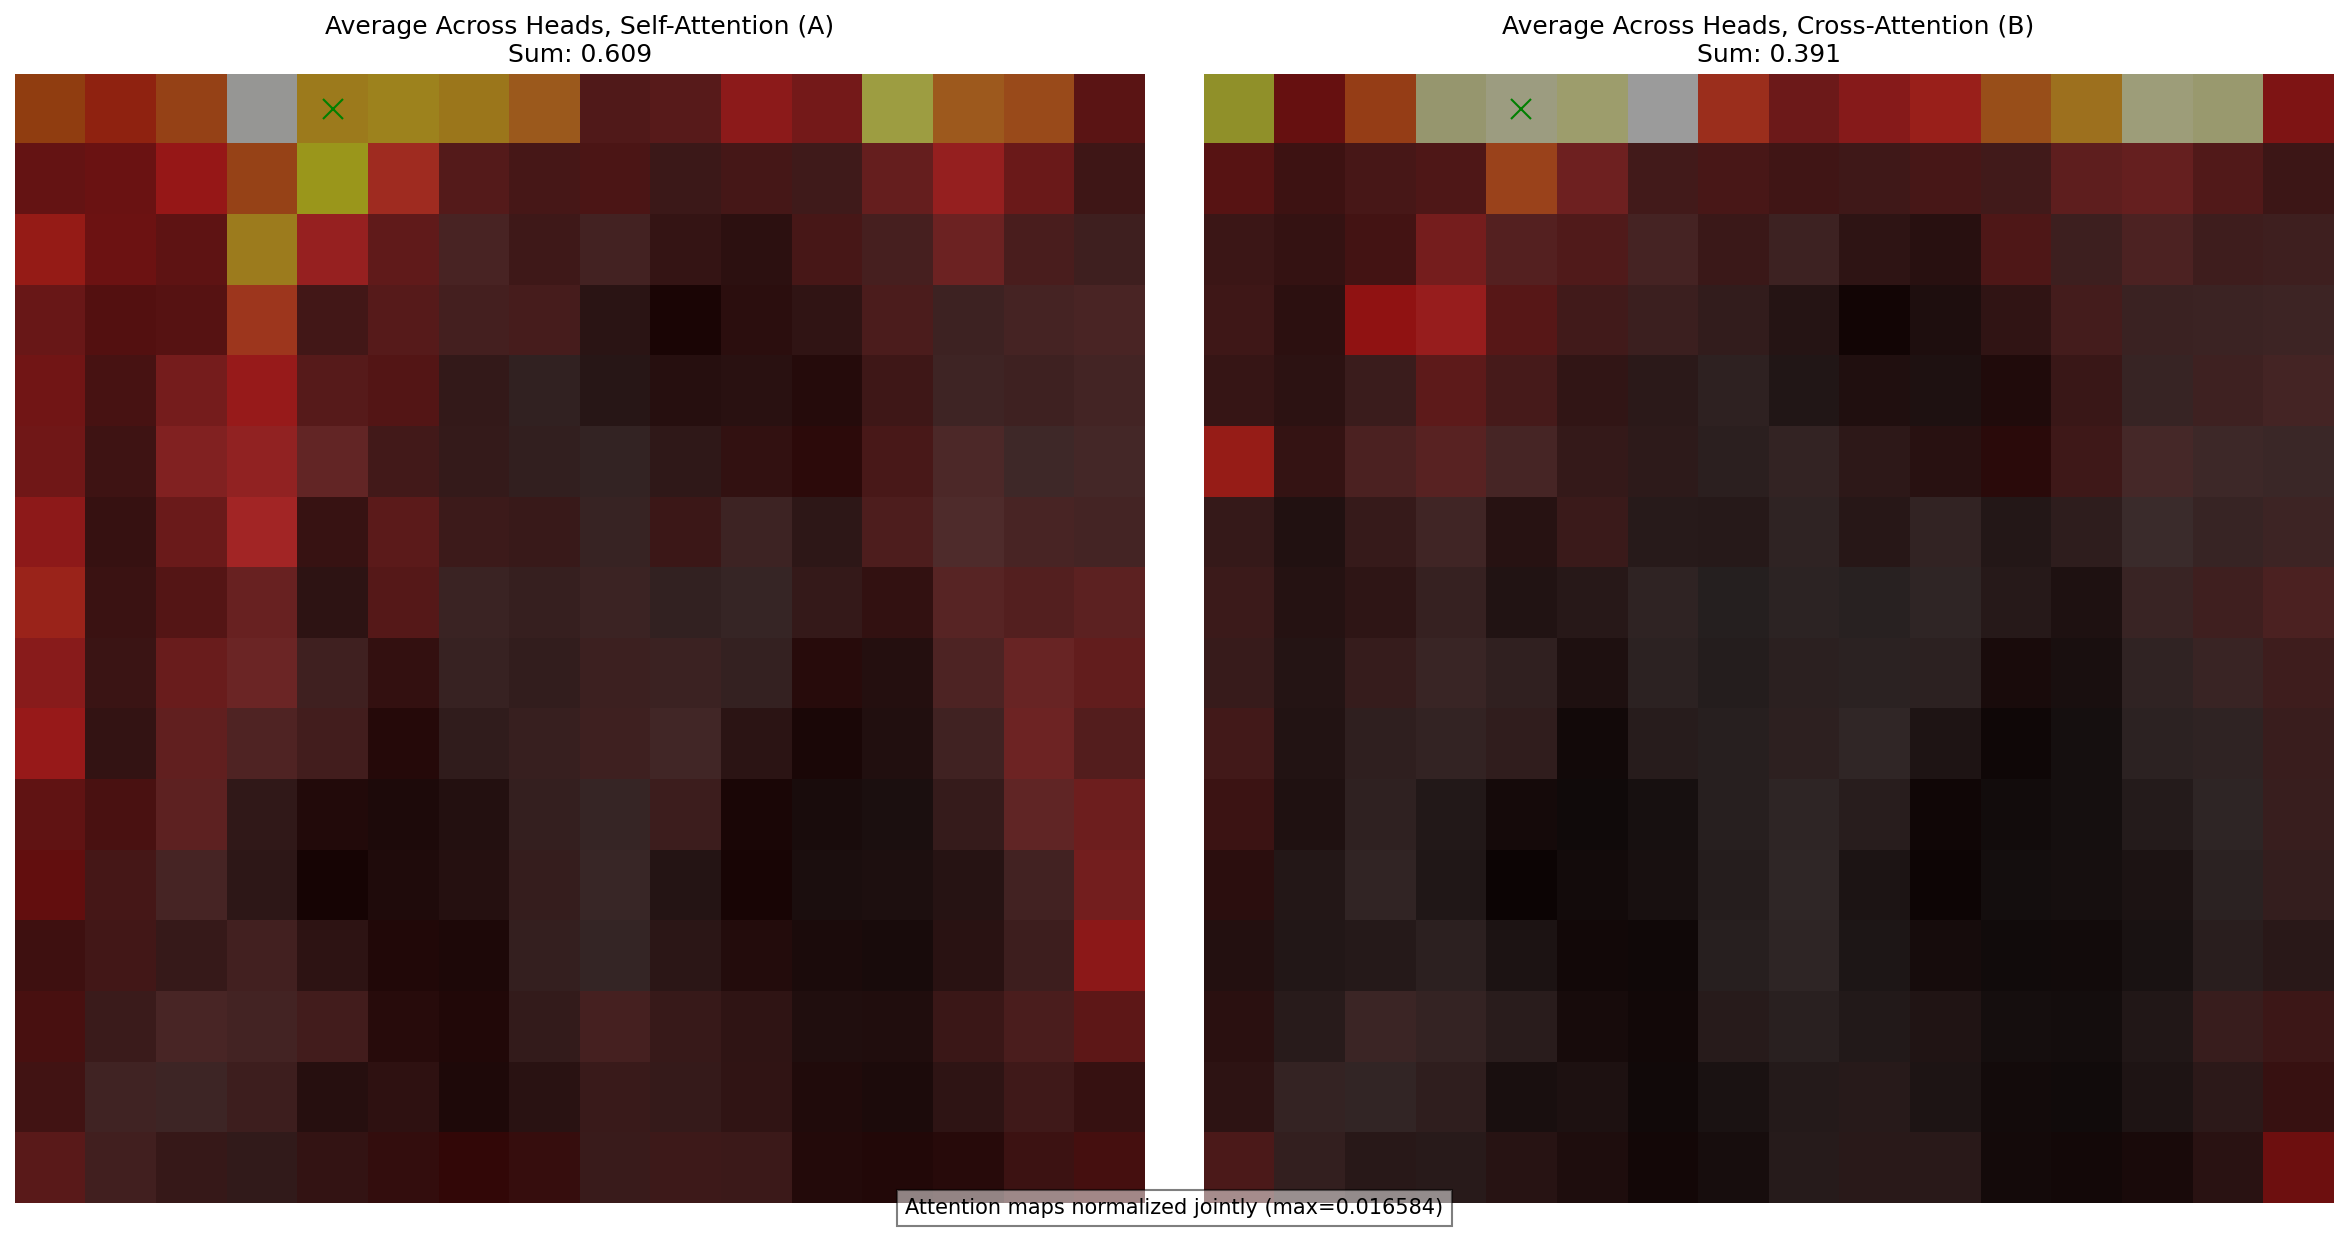 Average Across Heads, Self-Attention (A)
Sum: 0.609
Average Across Heads, Cross-Attention (B)
Sum: 0.391
Attention maps normalized jointly (max=0.016584)